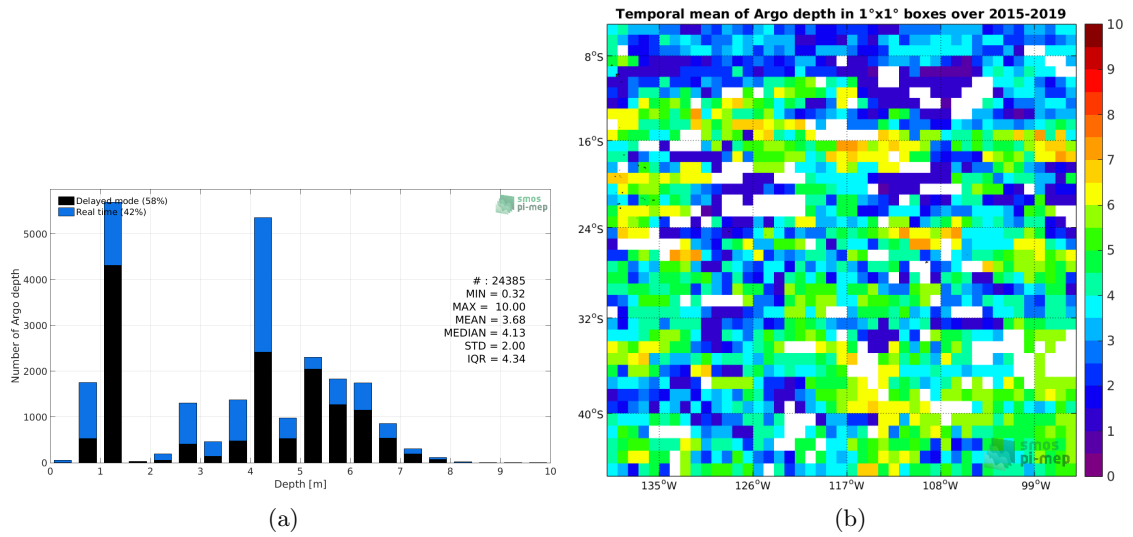 Delayed mode (58%)
Real time [42%)
smos
pi-mep
5000
4000
3000
2000
1000
0
Number of Argo depth
# : 24385
MIN = 0.32
MAX = 10.00
MEAN = 3.68
MEDIAN = 4.13
STD = 2.00
IQR = 4.34
0 1 2 3 4 5 6 7 8 9 10
Depth [m]
(a)
Temporal mean of Argo depth in 1°x1° boxes over 2015-2019
8°S
16°S
24°S
32°S
40°S
135°W 126°W 117°W 108°W 99°W
smos
pi-mep
10
9
8
7
6
5
4
3
2
1
0
(b)